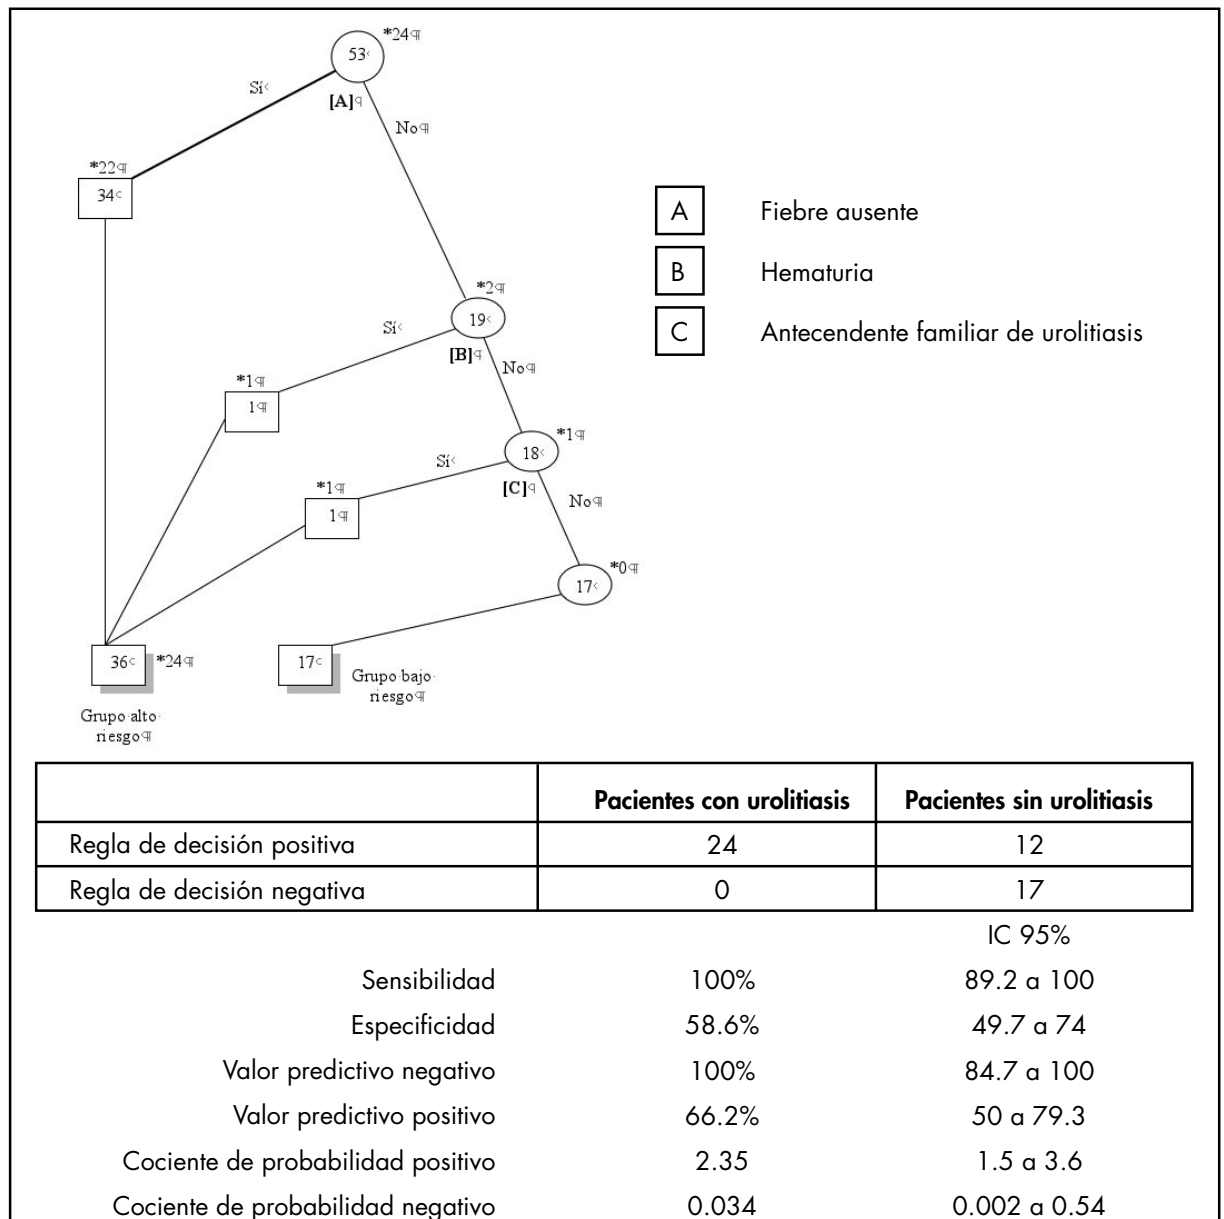 *24¶
53
Sí
[A]¶
No¶
*22¶
34
A Fiebre ausente
B Hematuria
C Antecendente familiar de urolitiasis
*2¶
19
Sí
[B]¶
No¶
*1¶
1¶
*1¶
18
Sí
[C]¶
No¶
*1¶
1¶
*0¶
17
36 *24¶
17
Grupo·bajo·
riesgo¶
Grupo·alto·
riesgo¶
Pacientes con urolitiasis Pacientes sin urolitiasis
Regla de decisión positiva 24 12
Regla de decisión negativa 0 17
IC 95%
Sensibilidad 100% 89.2 a 100
Especificidad 58.6% 49.7 a 74
Valor predictivo negativo 100% 84.7 a 100
Valor predictivo positivo 66.2% 50 a 79.3
Cociente de probabilidad positivo 2.35 1.5 a 3.6
Cociente de probabilidad negativo 0.034 0.002 a 0.54